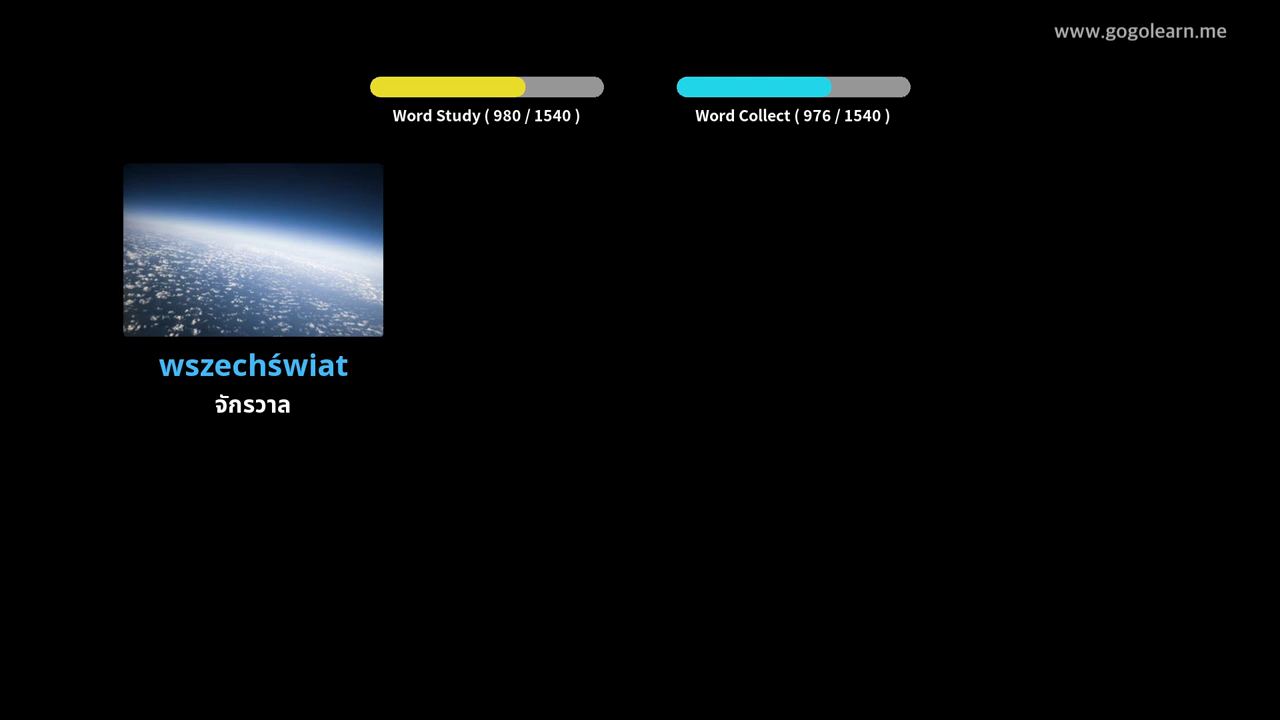 www.gogolearn.me
Word Study ( 980 / 1540 )
Word Collect ( 976 / 1540 )
wszechświat
จักรวาล